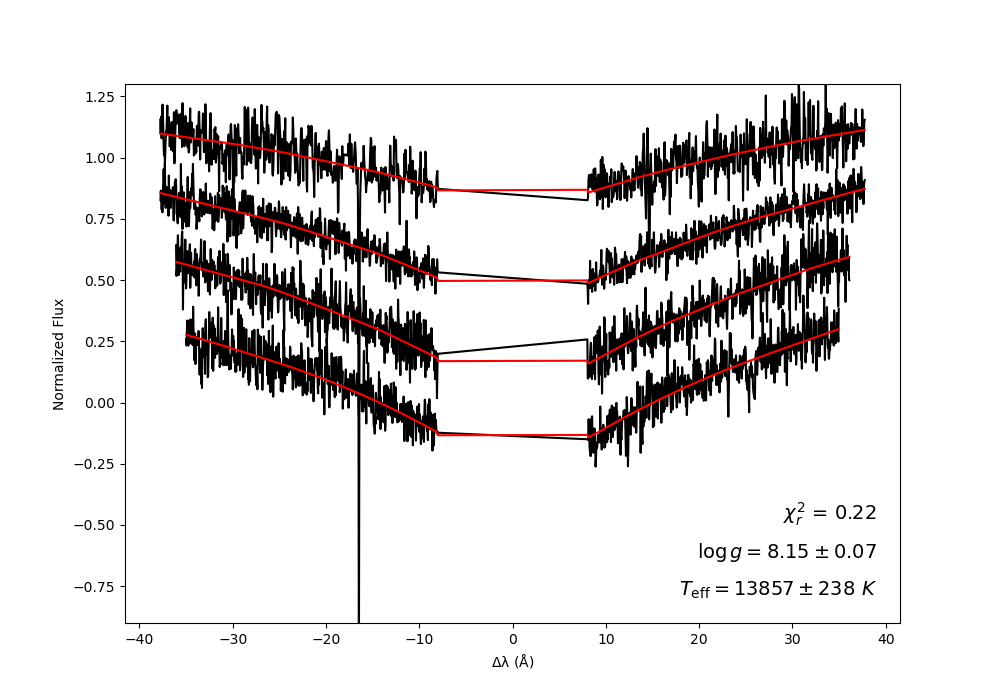 1.25
1.00
0.75
0.50
0.25
0.00
−0.25
−0.50
−0.75
Normalized Flux
χ²ᵣ = 0.22
log g = 8.15 ± 0.07
T_eff = 13857 ± 238 K
−40 −30 −20 −10 0 10 20 30 40
Δλ (Å)